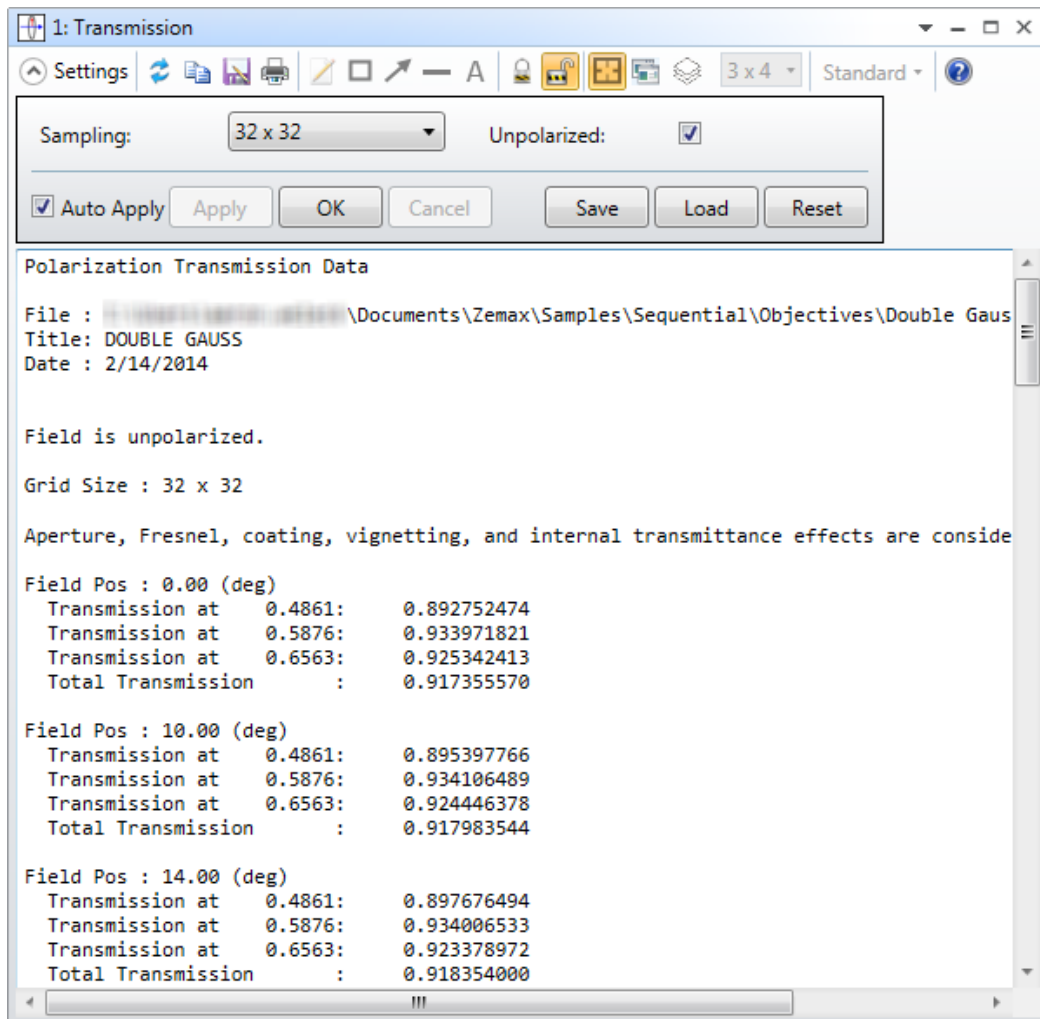 1: Transmission
Settings 3 x 4 Standard
Sampling: 32 x 32 Unpolarized:
Auto Apply Apply OK Cancel Save Load Reset
Polarization Transmission Data
File : \Documents\Zemax\Samples\Sequential\Objectives\Double Gaus
Title: DOUBLE GAUSS
Date : 2/14/2014
Field is unpolarized.
Grid Size : 32 x 32
Aperture, Fresnel, coating, vignetting, and internal transmittance effects are conside
Field Pos : 0.00 (deg)
Transmission at 0.4861: 0.892752474
Transmission at 0.5876: 0.933971821
Transmission at 0.6563: 0.925342413
Total Transmission : 0.917355570
Field Pos : 10.00 (deg)
Transmission at 0.4861: 0.895397766
Transmission at 0.5876: 0.934106489
Transmission at 0.6563: 0.924446378
Total Transmission : 0.917983544
Field Pos : 14.00 (deg)
Transmission at 0.4861: 0.897676494
Transmission at 0.5876: 0.934006533
Transmission at 0.6563: 0.923378972
Total Transmission : 0.918354000